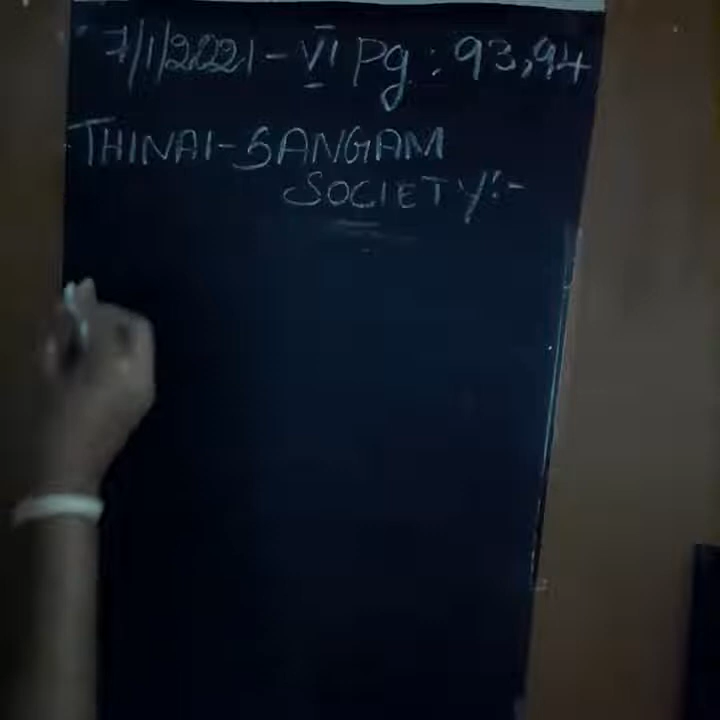 7/1/2021 - VI Pg : 93,94
THINAI-SANGAM
SOCIETY:-